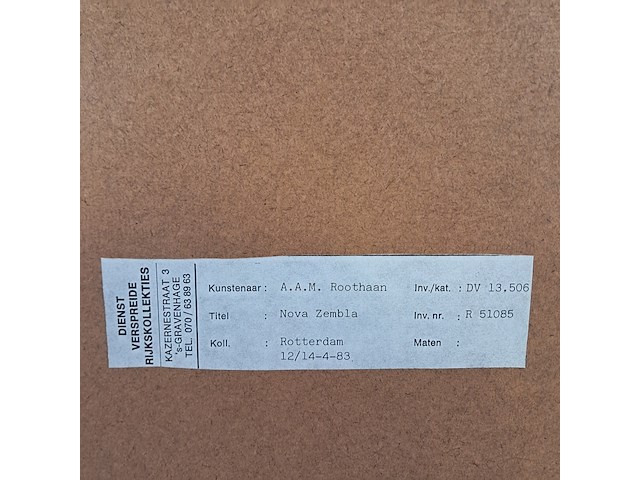 DIENST
VERSPREIDE
RIJKSKOLLEKTIES
KAZERNESTRAAT 3
's-GRAVENHAGE
TEL. 070 / 63 89 63
Kunstenaar : A.A.M. Roothaan Inv./kat. : DV 13.506
Titel : Nova Zembla Inv. nr. : R 51085
Koll. : Rotterdam Maten :
12/14-4-83